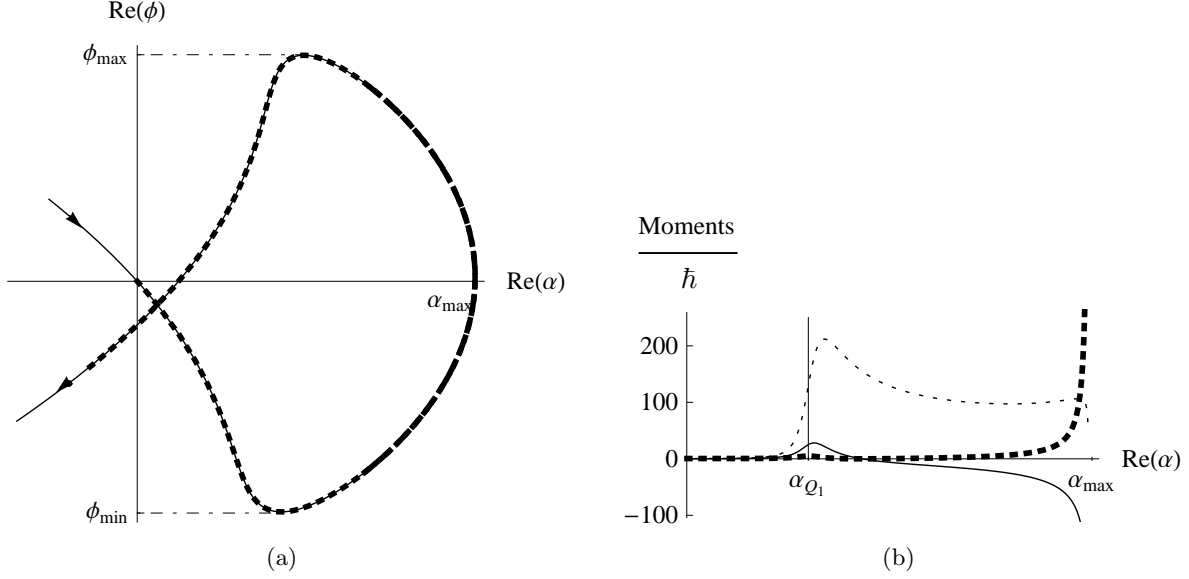 Re(ϕ)
ϕmax
Re(α)
αmax
ϕmin
(a)
Moments
ℏ
200
100
0
−100
αQ1
αmax
Re(α)
(b)